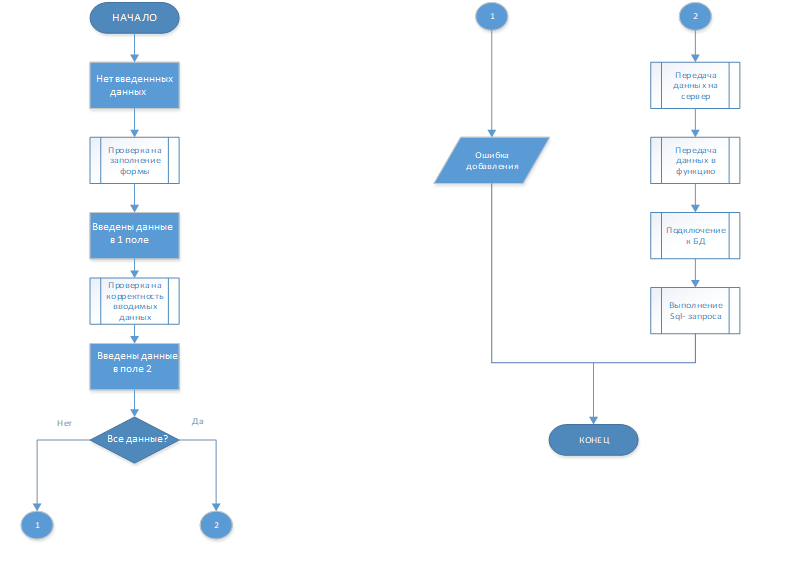 НАЧАЛО
Нет введеннных
данных
Проверка на
заполнение
формы
Введены данные
в 1 поле
Проверка на
корректность
вводимых
данных
Введены данные
в поле 2
Все данные?
Нет
Да
1
2
1
Ошибка
добавления
2
Передача
данных на
сервер
Передача
данных в
функцию
Подключение
к БД
Выполнение
Sql- запроса
КОНЕЦ